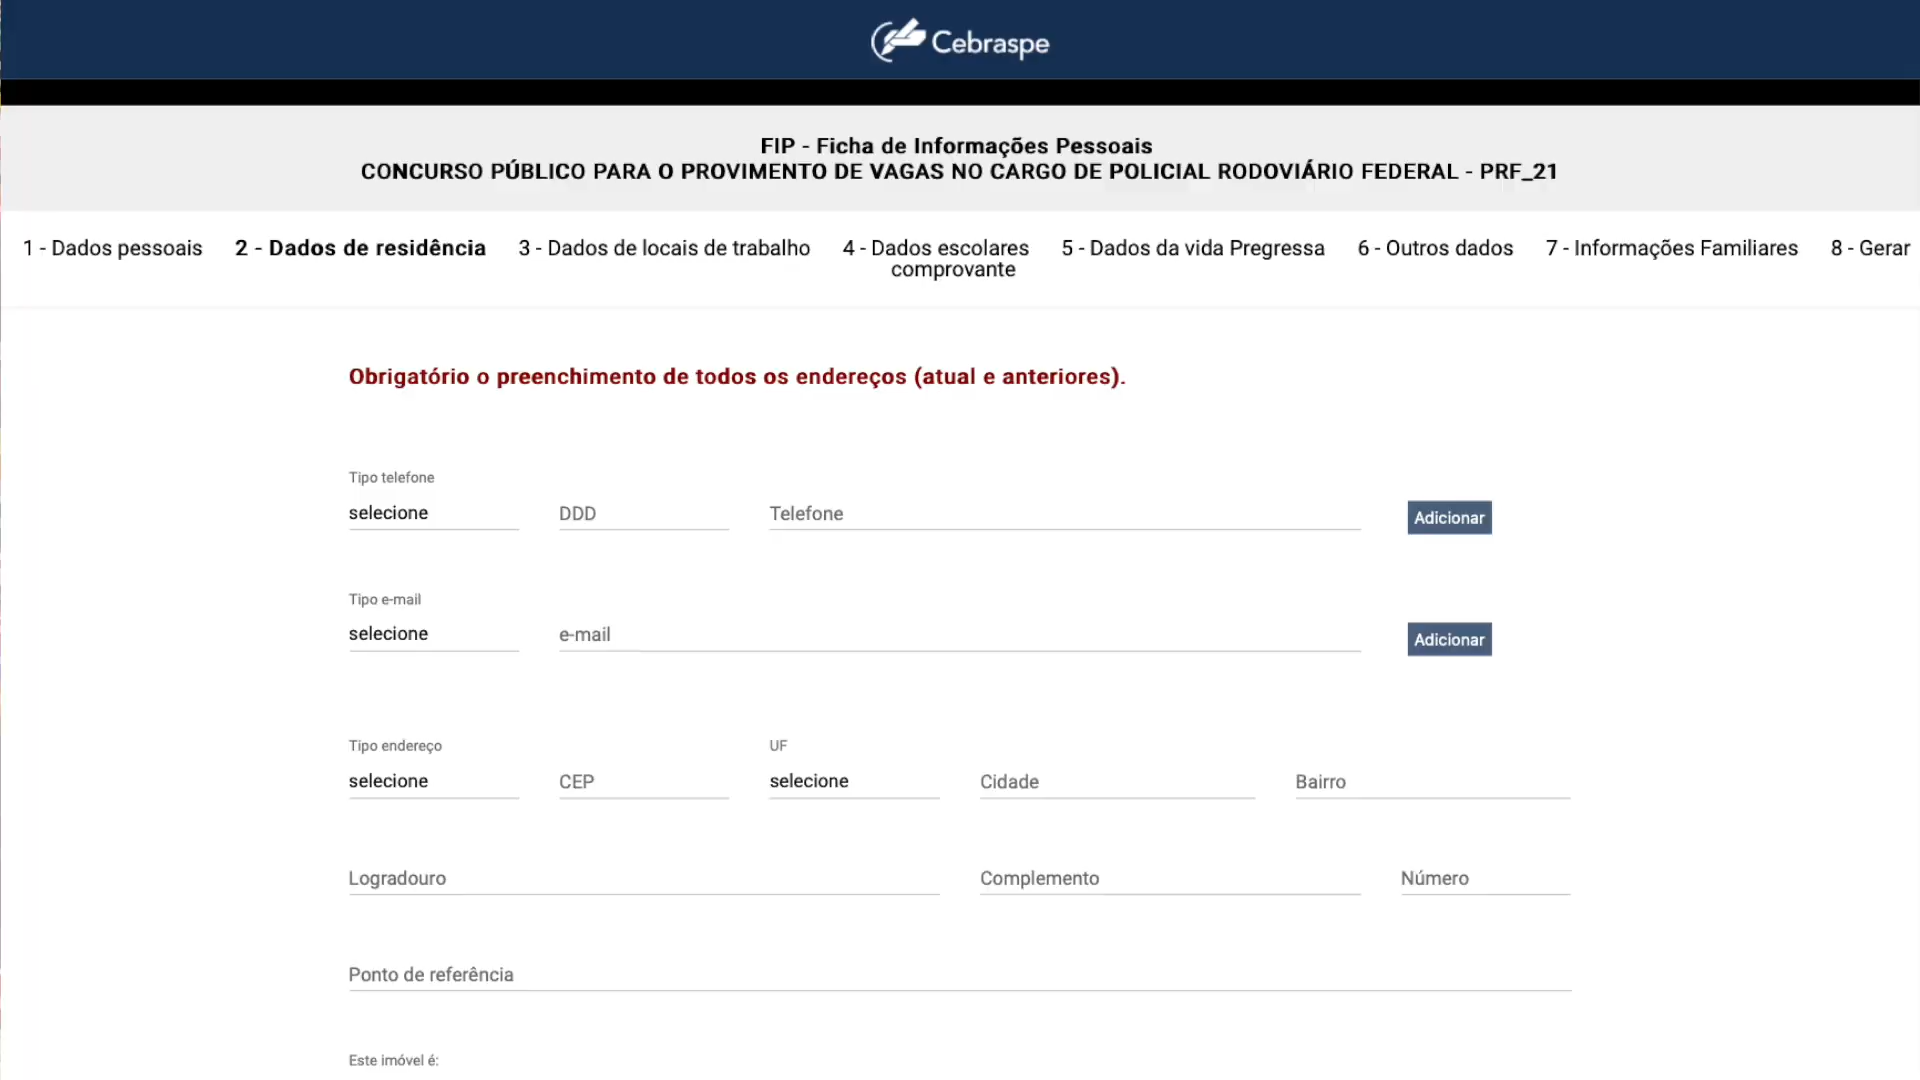 Cebraspe
FIP - Ficha de Informações Pessoais
CONCURSO PÚBLICO PARA O PROVIMENTO DE VAGAS NO CARGO DE POLICIAL RODOVIÁRIO FEDERAL - PRF_21
1 - Dados pessoais 2 - Dados de residência 3 - Dados de locais de trabalho 4 - Dados escolares 5 - Dados da vida Pregressa 6 - Outros dados 7 - Informações Familiares 8 - Gerar
comprovante
Obrigatório o preenchimento de todos os endereços (atual e anteriores).
Tipo telefone
selecione DDD Telefone Adicionar
Tipo e-mail
selecione e-mail Adicionar
Tipo endereço UF
selecione CEP selecione Cidade Bairro
Logradouro Complemento Número
Ponto de referência
Este imóvel é: